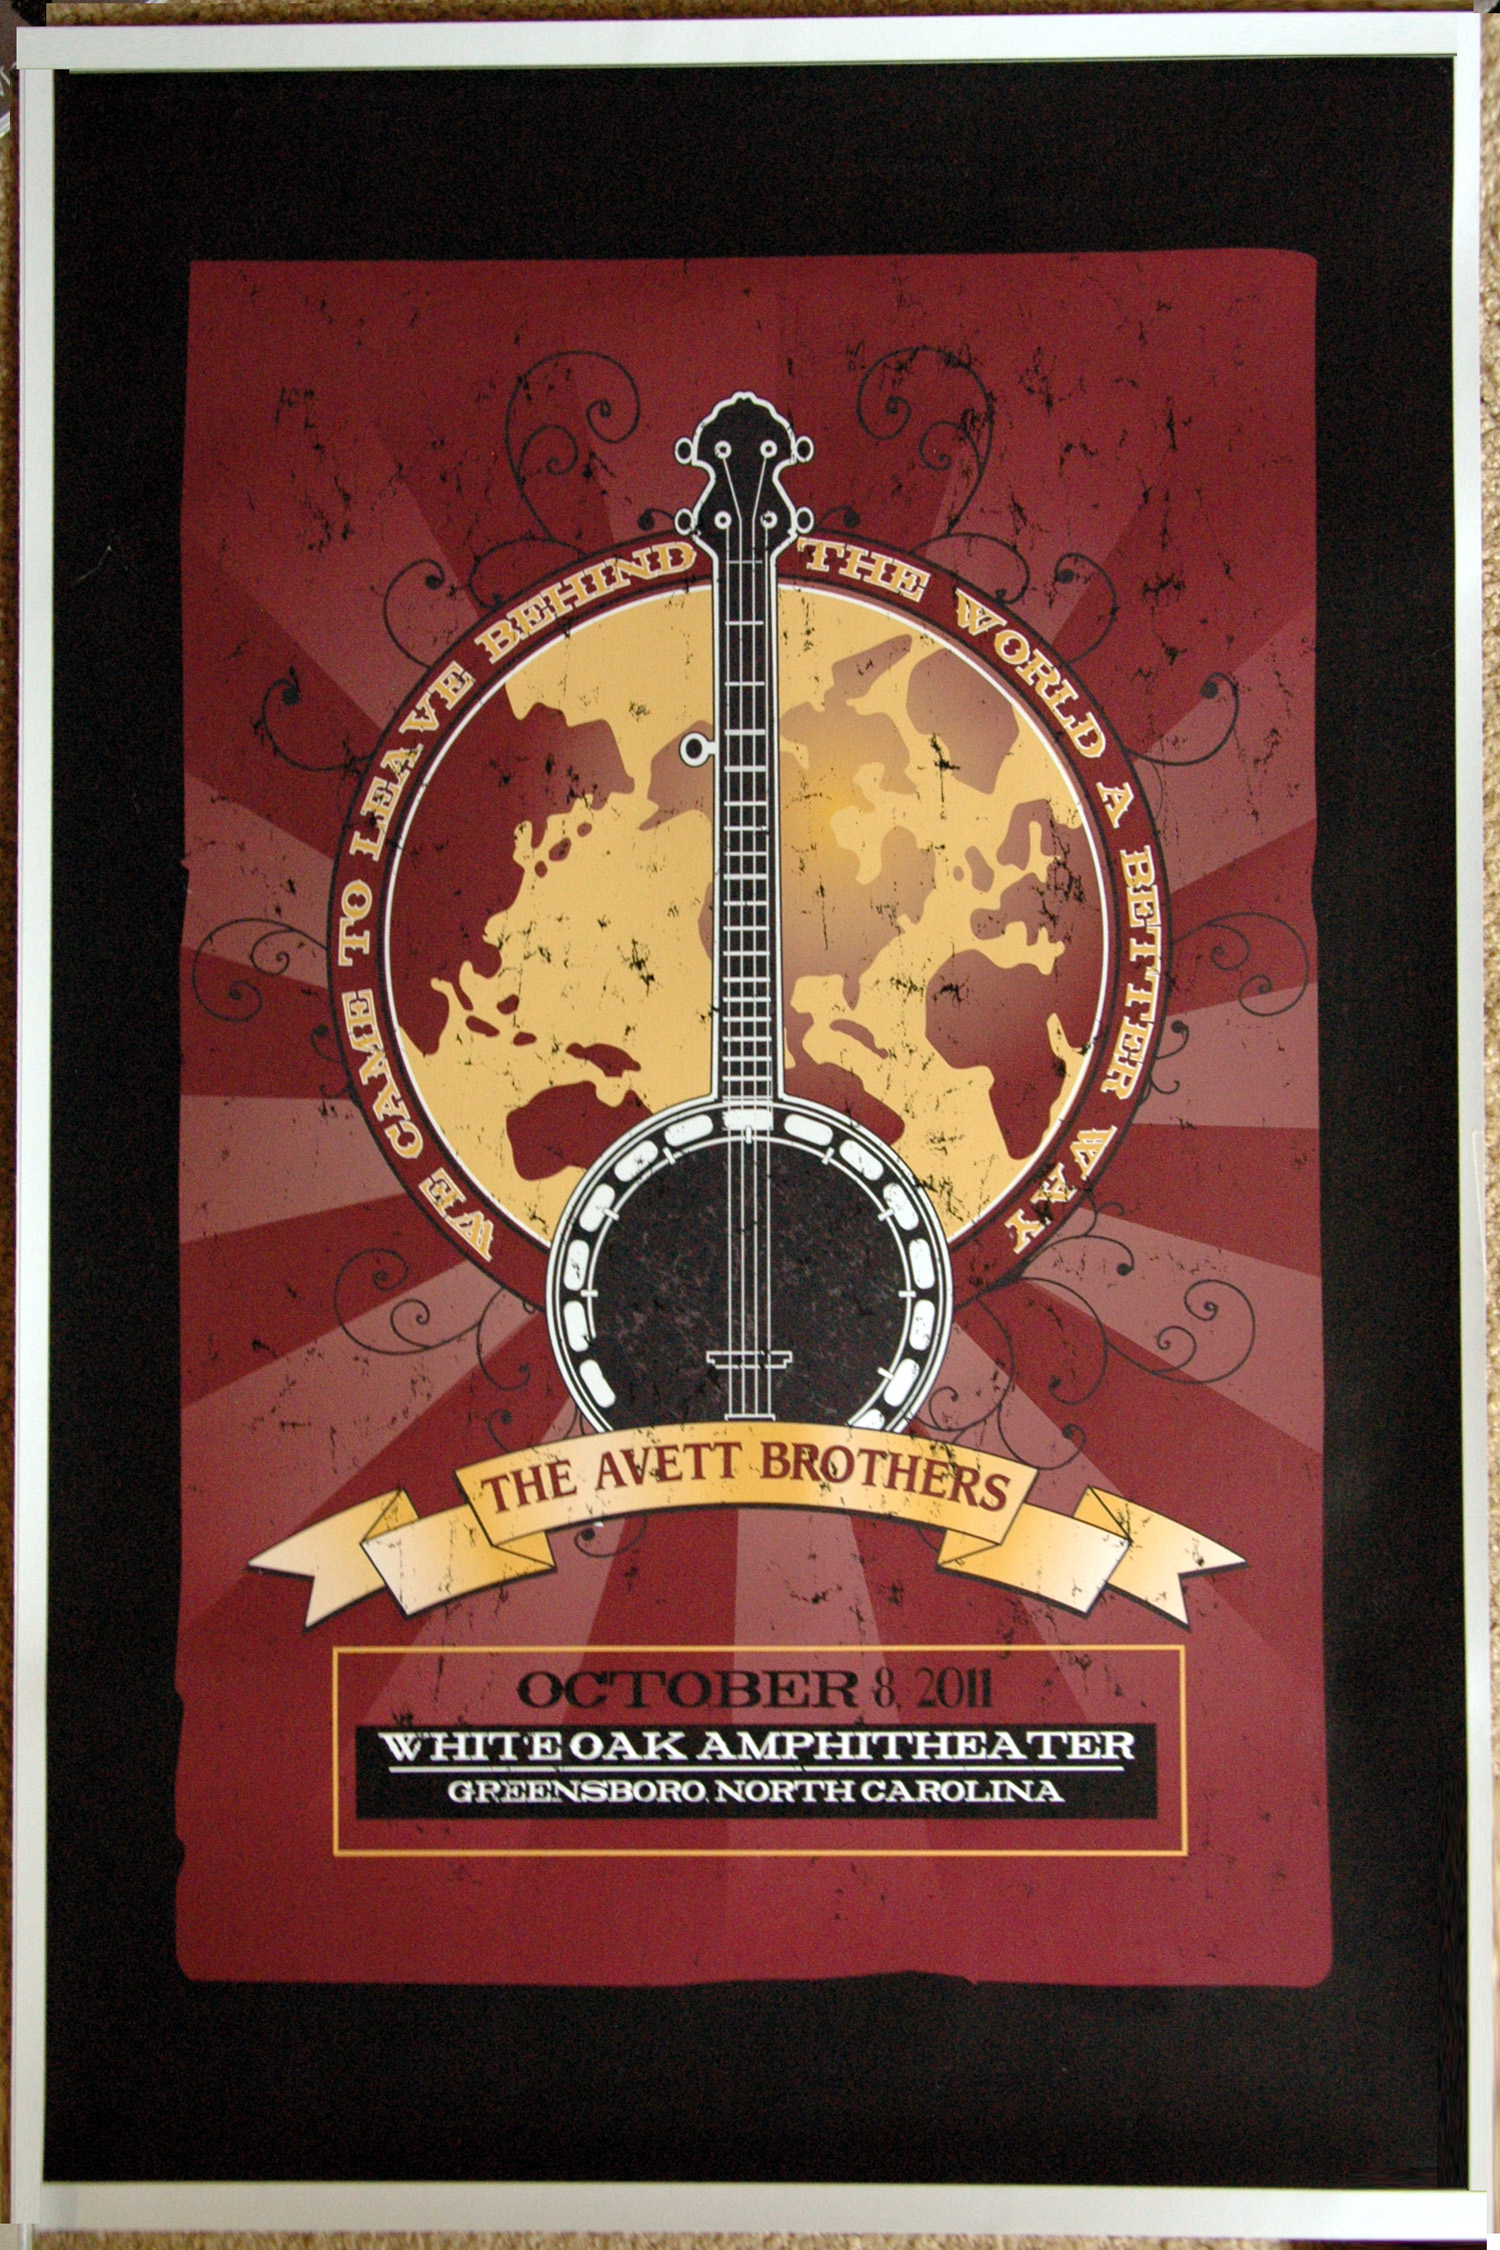 WE CAME TO LEAVE BEHIND THE WORLD A BETTER WAY
THE AVETT BROTHERS
OCTOBER 8, 2011
WHITE OAK AMPHITHEATER
GREENSBORO, NORTH CAROLINA